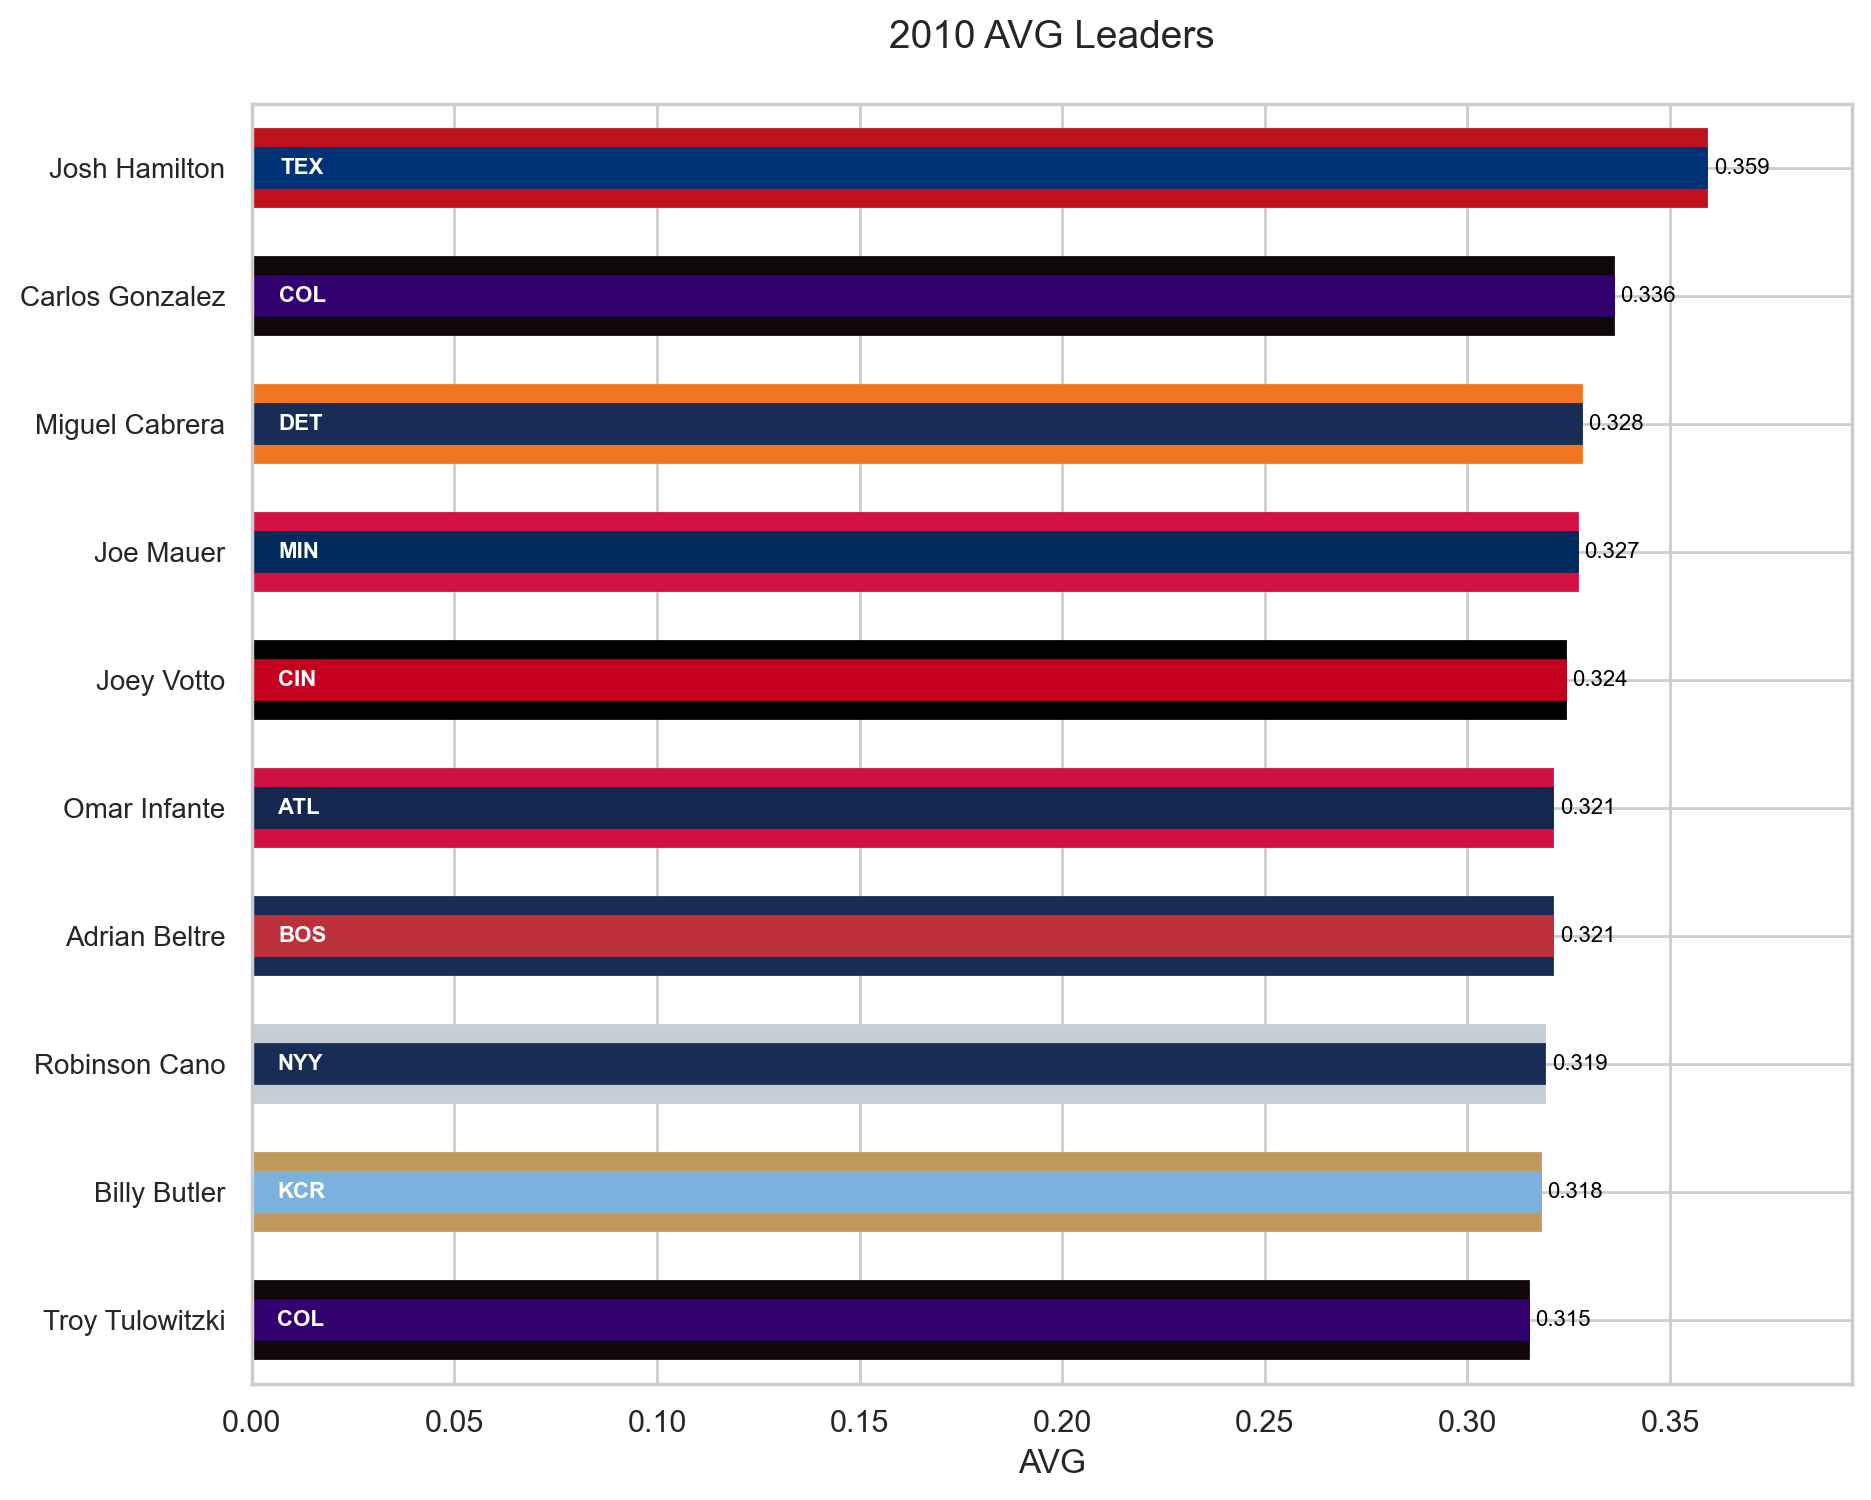 2010 AVG Leaders
Josh Hamilton TEX 0.359
Carlos Gonzalez COL 0.336
Miguel Cabrera DET 0.328
Joe Mauer MIN 0.327
Joey Votto CIN 0.324
Omar Infante ATL 0.321
Adrian Beltre BOS 0.321
Robinson Cano NYY 0.319
Billy Butler KCR 0.318
Troy Tulowitzki COL 0.315
0.00 0.05 0.10 0.15 0.20 0.25 0.30 0.35
AVG